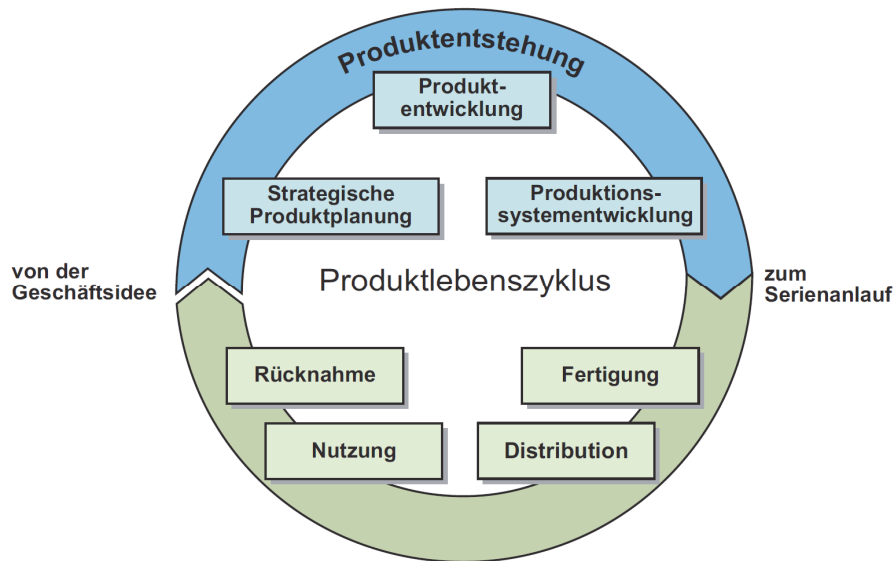 Produktentstehung
Produkt-
entwicklung
Strategische
Produktplanung
Produktions-
systementwicklung
von der
Geschäftsidee
Produktlebenszyklus
zum
Serienanlauf
Rücknahme
Fertigung
Nutzung
Distribution